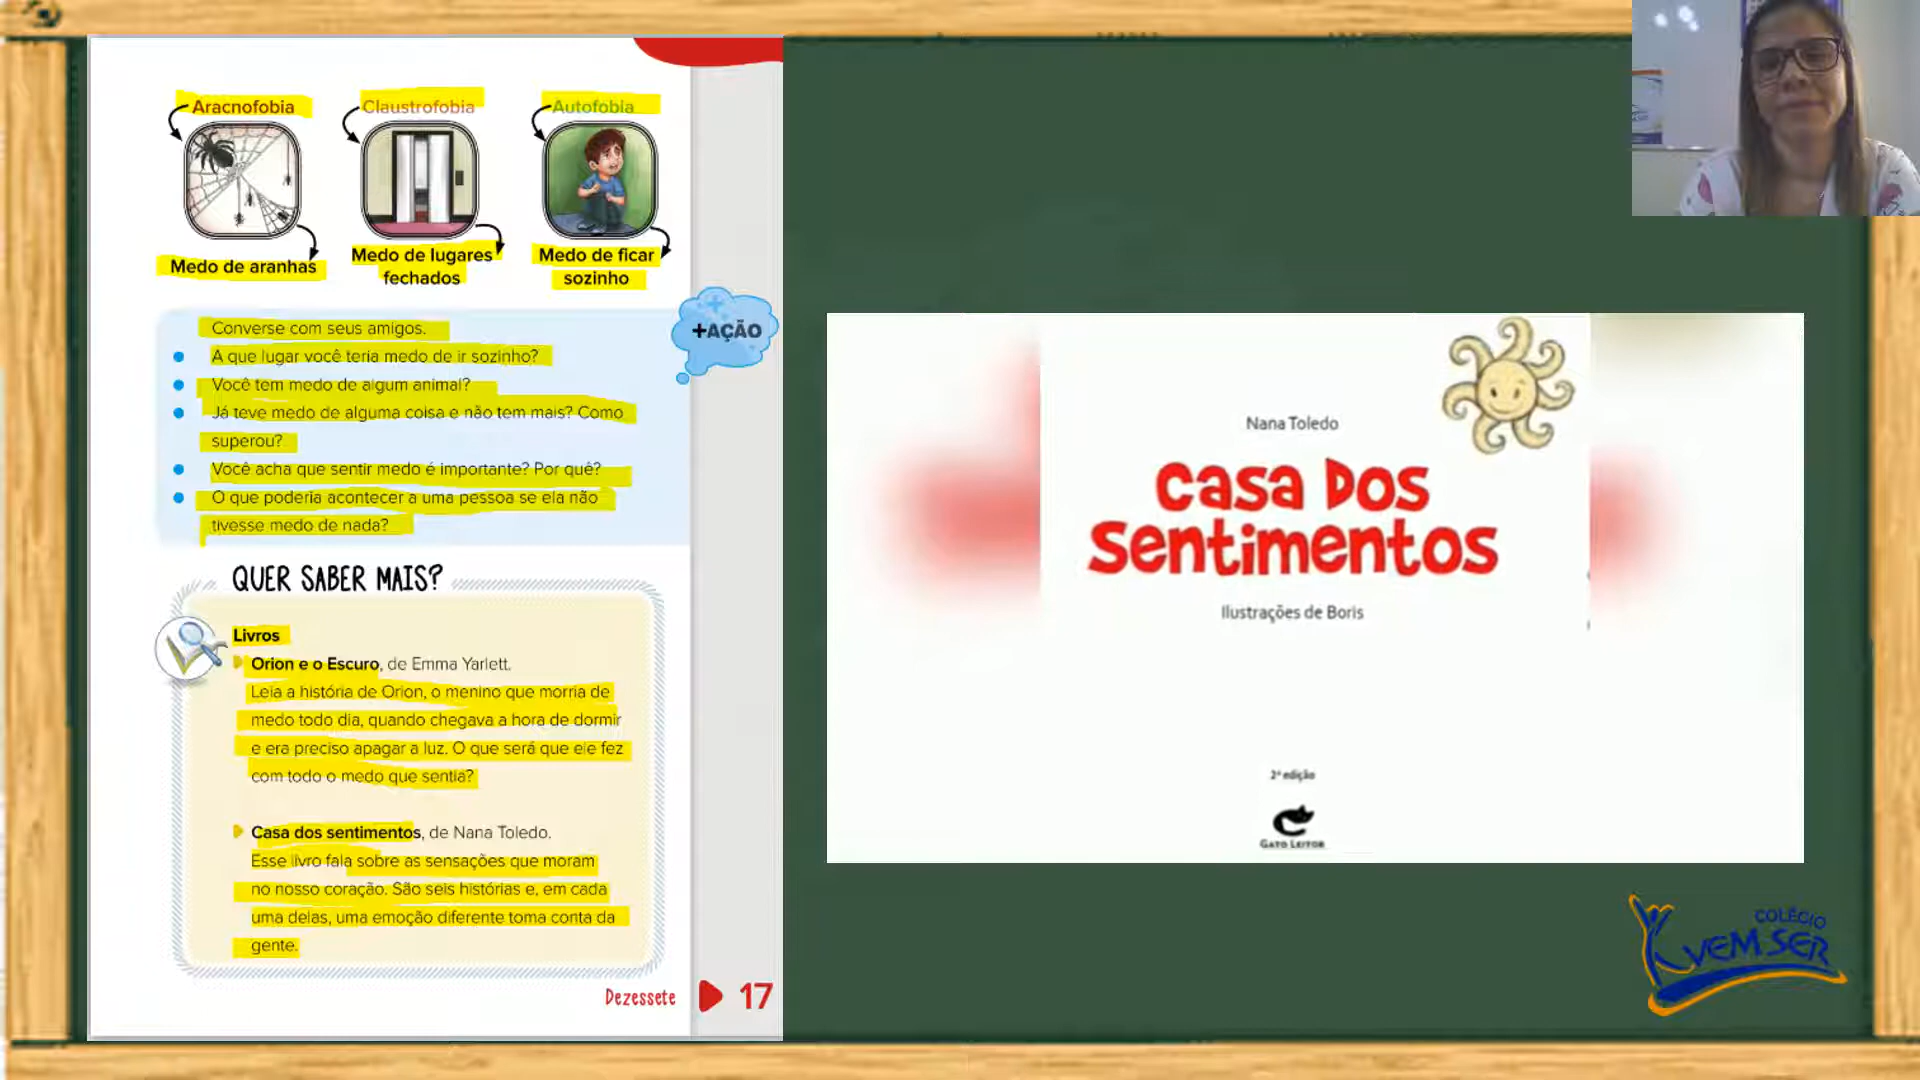 Aracnofobia
Claustrofobia
Autofobia
Medo de aranhas
Medo de lugares
fechados
Medo de ficar
sozinho
+AÇÃO
Converse com seus amigos.
A que lugar você teria medo de ir sozinho?
Você tem medo de algum animal?
Já teve medo de alguma coisa e não tem mais? Como
superou?
Você acha que sentir medo é importante? Por quê?
O que poderia acontecer a uma pessoa se ela não
tivesse medo de nada?
QUER SABER MAIS?
Livros
Orion e o Escuro, de Emma Yarlett.
Leia a história de Orion, o menino que morria de
medo todo dia, quando chegava a hora de dormir
e era preciso apagar a luz. O que será que ele fez
com todo o medo que sentia?
Casa dos sentimentos, de Nana Toledo.
Esse livro fala sobre as sensações que moram
no nosso coração. São seis histórias e, em cada
uma delas, uma emoção diferente toma conta da
gente.
Dezessete
17
Nana Toledo
Casa Dos
Sentimentos
Ilustrações de Boris
2ª edição
GATO LEITOR
COLÉGIO
VEM SER